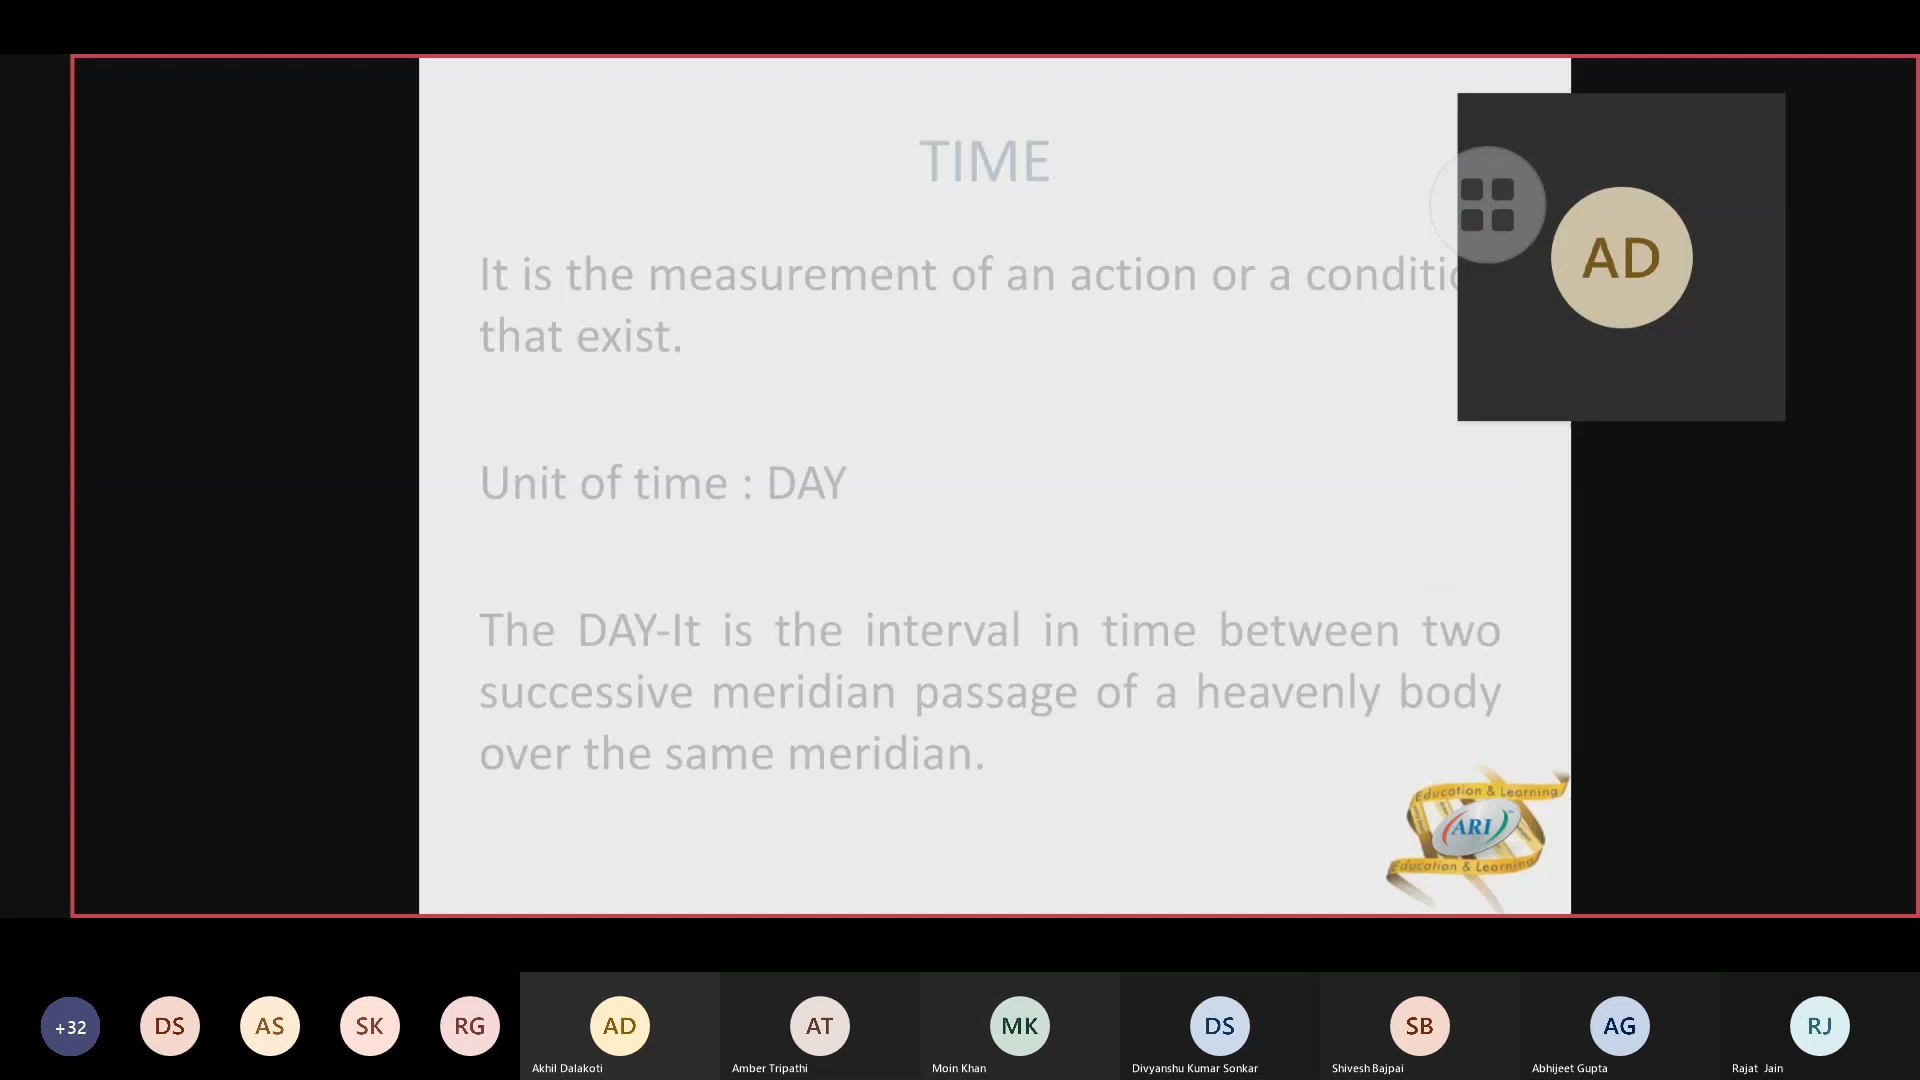 TIME
It is the measurement of an action or a conditio
that exist.
Unit of time : DAY
The DAY-It is the interval in time between two
successive meridian passage of a heavenly body
over the same meridian.
AD
Education & Learning
ARI
Education & Learning
+32
DS
AS
SK
RG
AD
AT
MK
DS
SB
AG
RJ
Akhil Dalakoti
Amber Tripathi
Moin Khan
Divyanshu Kumar Sonkar
Shivesh Bajpai
Abhijeet Gupta
Rajat Jain